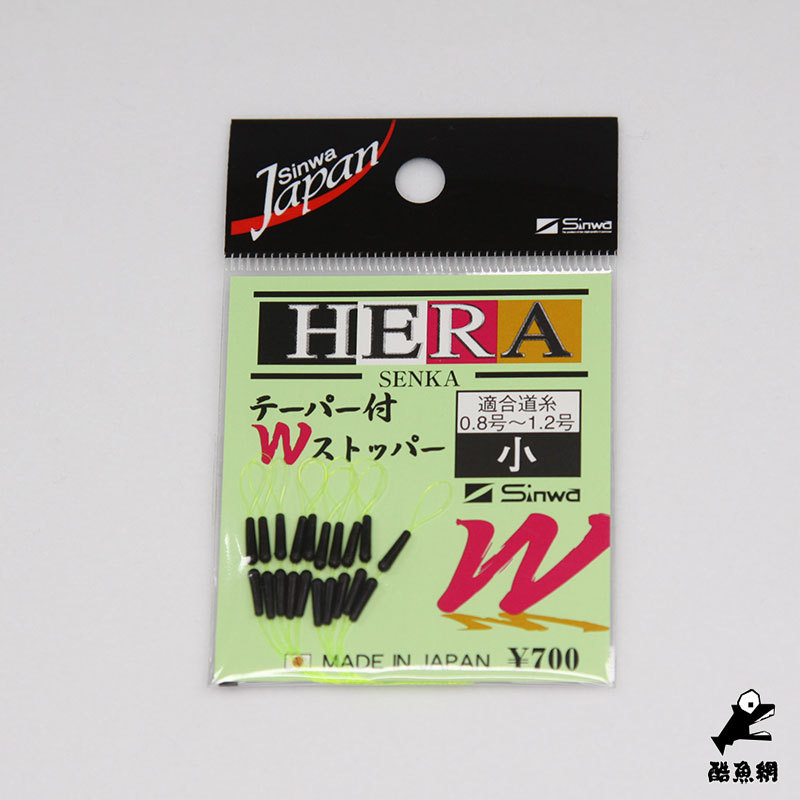 Sinwa
Japan
Sinwa
HERA
SENKA
テーパー付
Wストッパー
適合道糸
0.8号～1.2号
小
Sinwa
W
MADE IN JAPAN ¥700
酷魚網